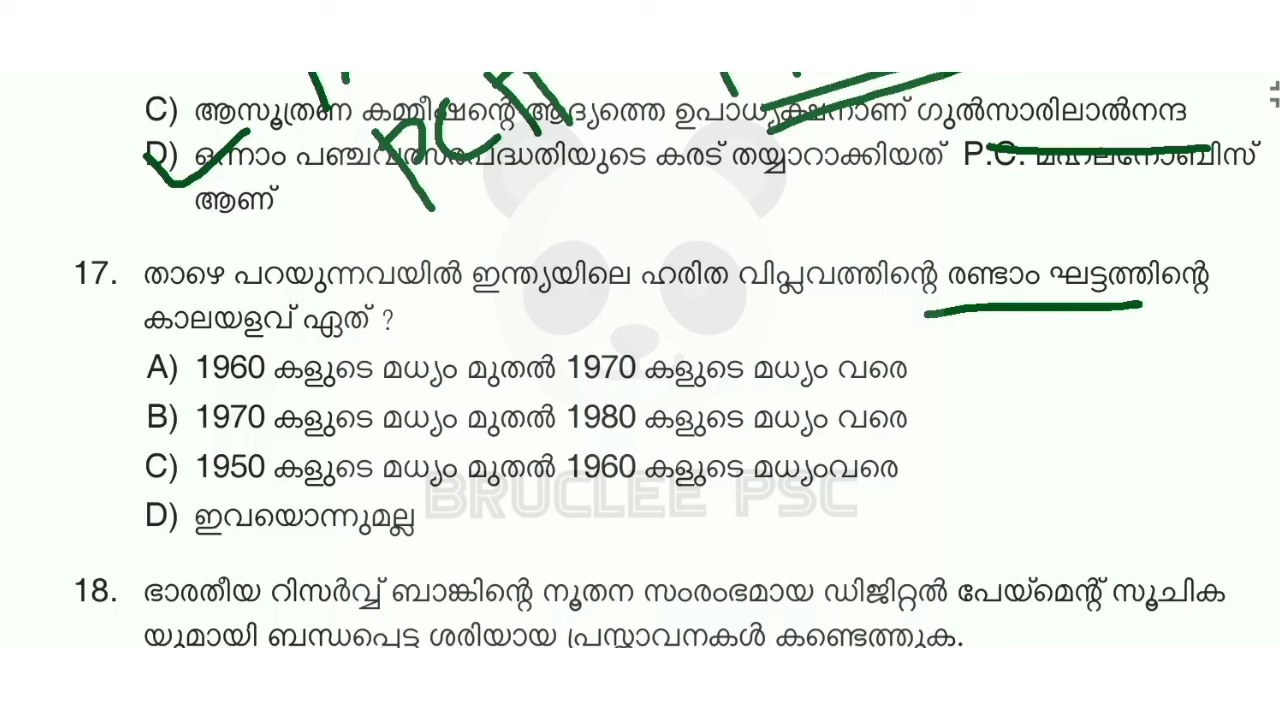 C) ആസൂത്രണ കമ്മീഷന്റെ ആദ്യത്തെ ഉപാധ്യക്ഷനാണ് ഗുൽസാരിലാൽനന്ദ
D) ഒന്നാം പഞ്ചവത്സരപദ്ധതിയുടെ കരട് തയ്യാറാക്കിയത് P.C. മഹലനോബിസ്
ആണ്
PCM
17. താഴെ പറയുന്നവയിൽ ഇന്ത്യയിലെ ഹരിത വിപ്ലവത്തിന്റെ രണ്ടാം ഘട്ടത്തിന്റെ
കാലയളവ് ഏത് ?
A) 1960 കളുടെ മധ്യം മുതൽ 1970 കളുടെ മധ്യം വരെ
B) 1970 കളുടെ മധ്യം മുതൽ 1980 കളുടെ മധ്യം വരെ
C) 1950 കളുടെ മധ്യം മുതൽ 1960 കളുടെ മധ്യംവരെ
BRUCLEE PSC
D) ഇവയൊന്നുമല്ല
18. ഭാരതീയ റിസർവ്വ് ബാങ്കിന്റെ നൂതന സംരംഭമായ ഡിജിറ്റൽ പേയ്മെന്റ് സൂചിക
യുമായി ബന്ധപ്പെട്ട ശരിയായ പ്രസ്താവനകൾ കണ്ടെത്തുക.